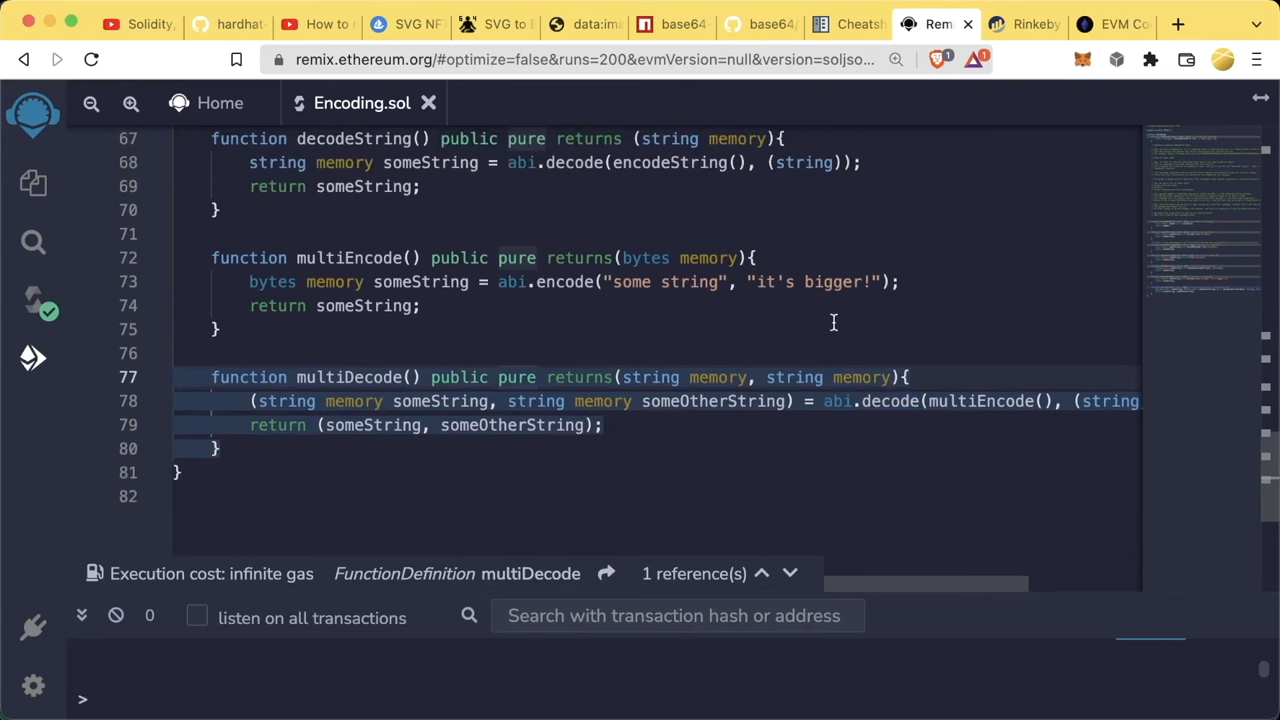 Solidity,
hardhat-
How to
SVG NF
SVG to B
data:ima
base64-
base64/
Cheatsh
Remi
Rinkeby
EVM Co
remix.ethereum.org/#optimize=false&runs=200&evmVersion=null&version=soljso...
1
1
Home
Encoding.sol
67 function decodeString() public pure returns (string memory){
68 string memory someString = abi.decode(encodeString(), (string));
69 return someString;
70 }
71
72 function multiEncode() public pure returns(bytes memory){
73 bytes memory someString = abi.encode("some string", "it's bigger!");
74 return someString;
75 }
76
77 function multiDecode() public pure returns(string memory, string memory){
78 (string memory someString, string memory someOtherString) = abi.decode(multiEncode(), (string
79 return (someString, someOtherString);
80 }
81 }
82
Execution cost: infinite gas FunctionDefinition multiDecode 1 reference(s)
0 listen on all transactions Search with transaction hash or address
>